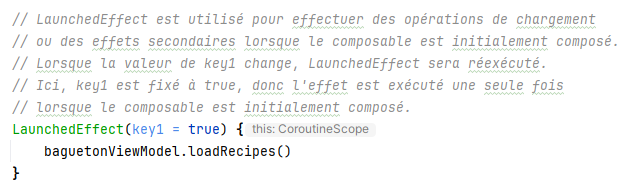 // LaunchedEffect est utilisé pour effectuer des opérations de chargement
// ou des effets secondaires lorsque le composable est initialement composé.
// Lorsque la valeur de key1 change, LaunchedEffect sera réexécuté.
// Ici, key1 est fixé à true, donc l'effet est exécuté une seule fois
// lorsque le composable est initialement composé.
LaunchedEffect(key1 = true) { this: CoroutineScope
    baguetonViewModel.loadRecipes()
}